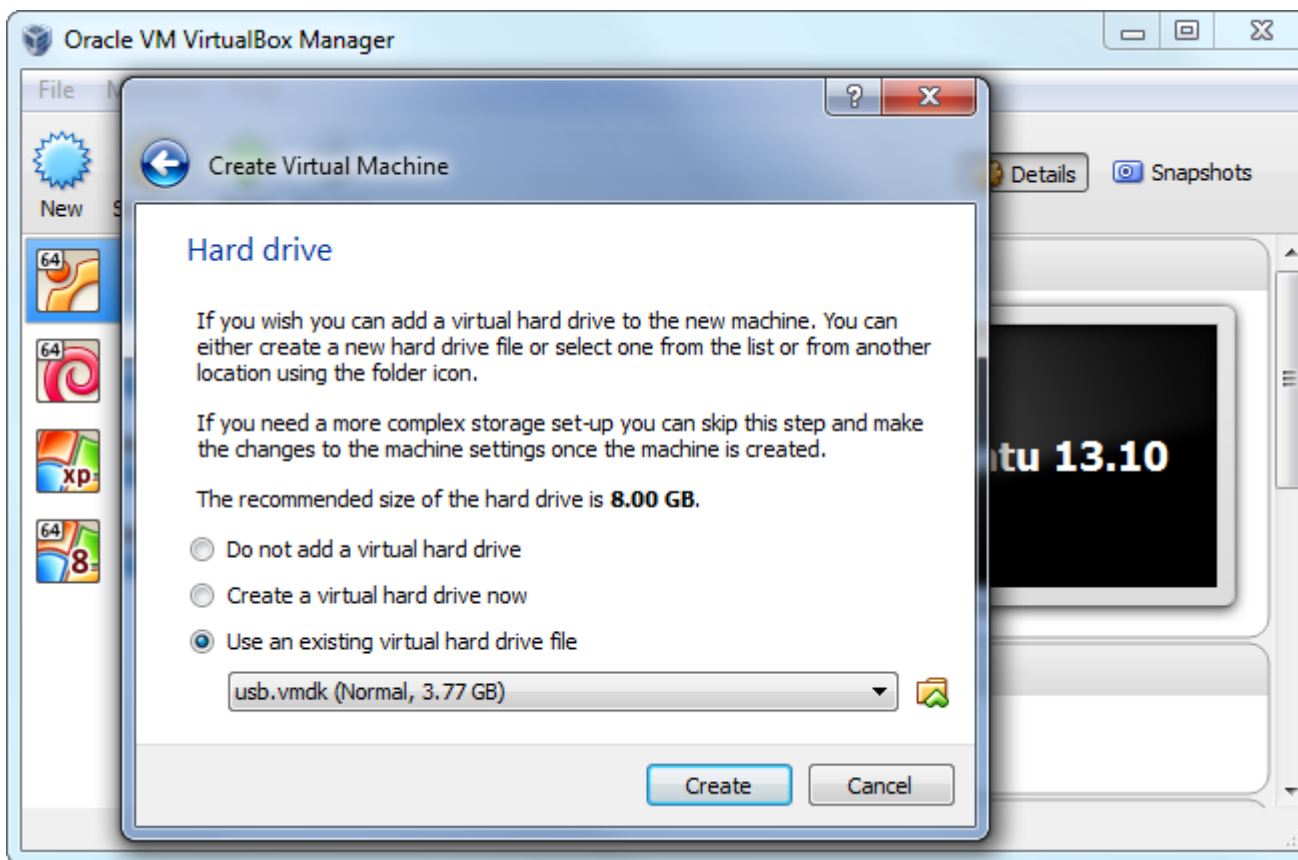 Oracle VM VirtualBox Manager
File
Create Virtual Machine
New
Details
Snapshots
Hard drive
If you wish you can add a virtual hard drive to the new machine. You can
either create a new hard drive file or select one from the list or from another
location using the folder icon.
If you need a more complex storage set-up you can skip this step and make
the changes to the machine settings once the machine is created.
The recommended size of the hard drive is 8.00 GB.
Do not add a virtual hard drive
Create a virtual hard drive now
Use an existing virtual hard drive file
usb.vmdk (Normal, 3.77 GB)
Create
Cancel
64
64
xp
64
8
tu 13.10